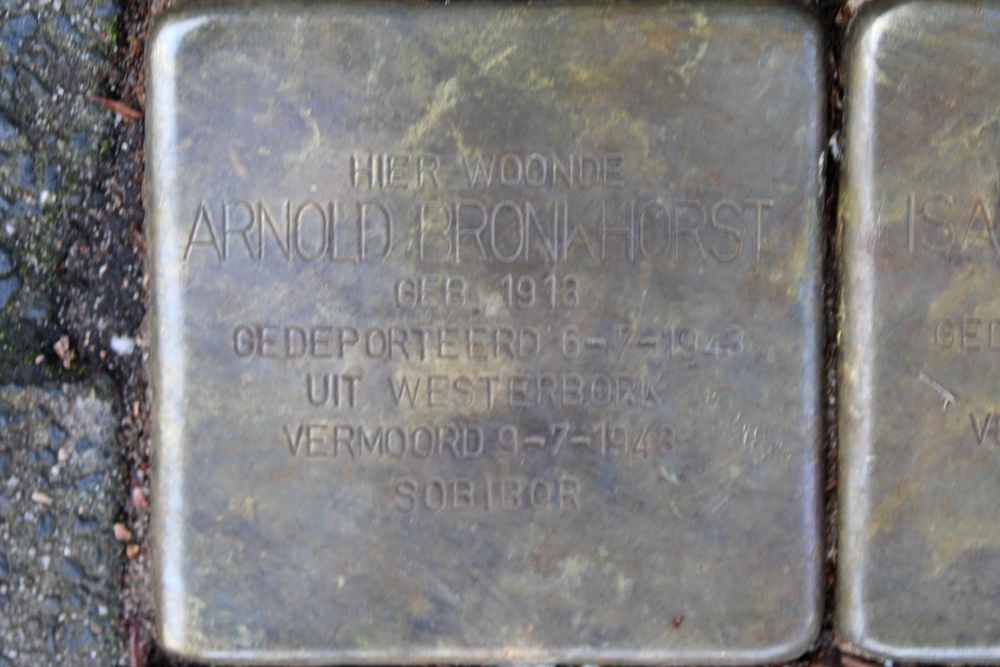 HIER WOONDE
ARNOLD BRONKHORST
GEB. 1913
GEDEPORTEERD 6-7-1943
UIT WESTERBORK
VERMOORD 9-7-1943
SOBIBOR